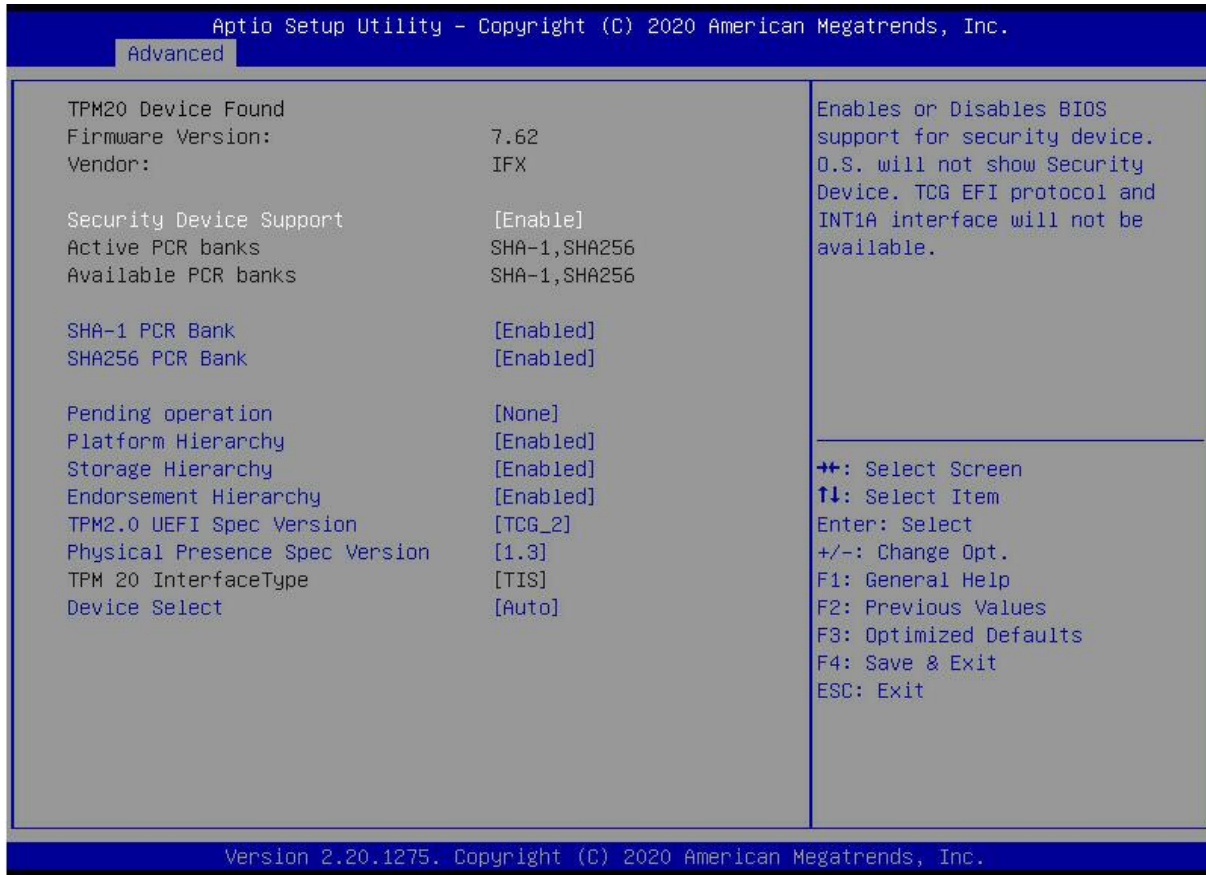 Aptio Setup Utility – Copyright (C) 2020 American Megatrends, Inc.
Advanced
TPM20 Device Found
Firmware Version: 7.62
Vendor: IFX
Security Device Support [Enable]
Active PCR banks SHA-1,SHA256
Available PCR banks SHA-1,SHA256
SHA-1 PCR Bank [Enabled]
SHA256 PCR Bank [Enabled]
Pending operation [None]
Platform Hierarchy [Enabled]
Storage Hierarchy [Enabled]
Endorsement Hierarchy [Enabled]
TPM2.0 UEFI Spec Version [TCG_2]
Physical Presence Spec Version [1.3]
TPM 20 InterfaceType [TIS]
Device Select [Auto]
Enables or Disables BIOS
support for security device.
O.S. will not show Security
Device. TCG EFI protocol and
INT1A interface will not be
available.
→←: Select Screen
↑↓: Select Item
Enter: Select
+/-: Change Opt.
F1: General Help
F2: Previous Values
F3: Optimized Defaults
F4: Save & Exit
ESC: Exit
Version 2.20.1275. Copyright (C) 2020 American Megatrends, Inc.